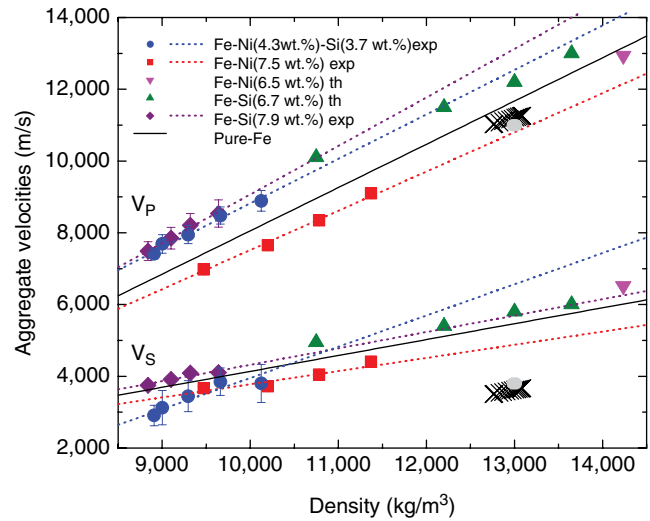 14,000
12,000
10,000
8,000
6,000
4,000
2,000
Aggregate velocities (m/s)
Fe-Ni(4.3wt.%)-Si(3.7 wt.%)exp
Fe-Ni(7.5 wt.%) exp
Fe-Ni(6.5 wt.%) th
Fe-Si(6.7 wt.%) th
Fe-Si(7.9 wt.%) exp
Pure-Fe
VP
VS
9,000 10,000 11,000 12,000 13,000 14,000
Density (kg/m³)